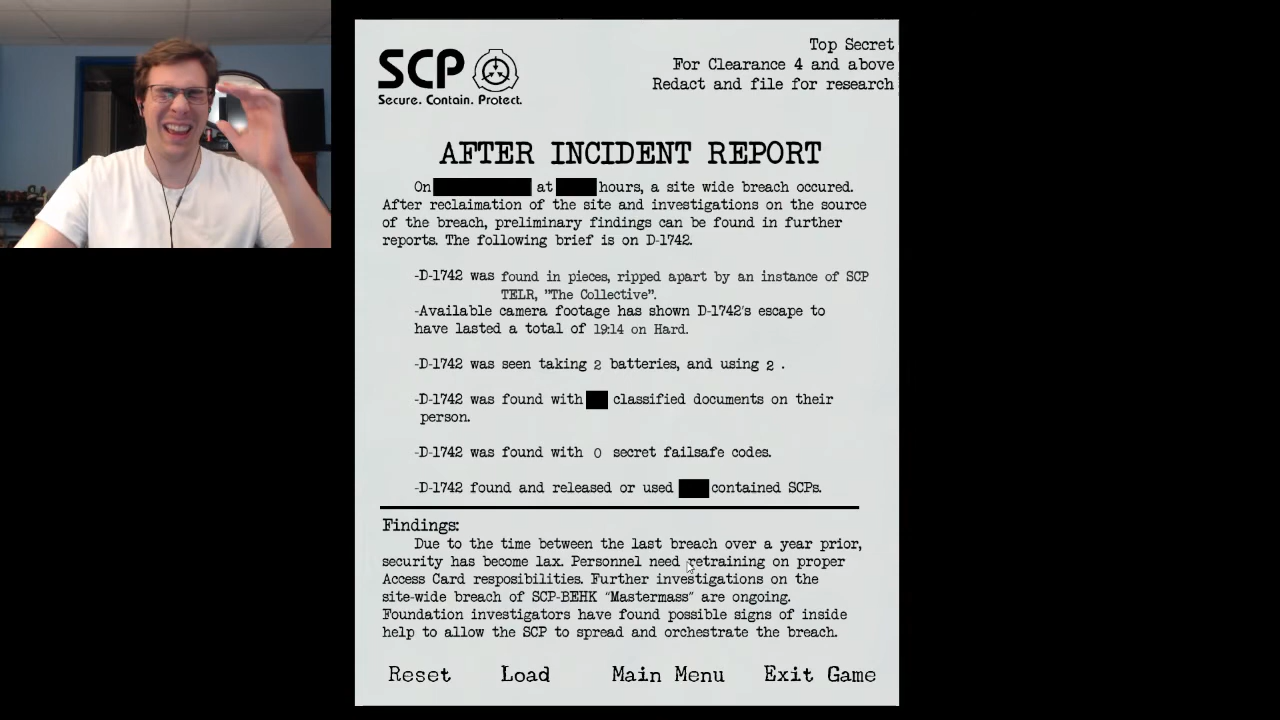 SCP
Secure. Contain. Protect.
Top Secret
For Clearance 4 and above
Redact and file for research
AFTER INCIDENT REPORT
On at hours, a site wide breach occured.
After reclamation of the site and investigations on the source
of the breach, preliminary findings can be found in further
reports. The following brief is on D-1742.
-D-1742 was found in pieces, ripped apart by an instance of SCP
TELR, "The Collective".
-Available camera footage has shown D-1742's escape to
have lasted a total of 19:14 on Hard.
-D-1742 was seen taking 2 batteries, and using 2 .
-D-1742 was found with classified documents on their
person.
-D-1742 was found with 0 secret failsafe codes.
-D-1742 found and released or used contained SCPs.
Findings:
Due to the time between the last breach over a year prior,
security has become lax. Personnel need retraining on proper
Access Card resposibilities. Further investigations on the
site-wide breach of SCP-BEHK "Mastermass" are ongoing.
Foundation investigators have found possible signs of inside
help to allow the SCP to spread and orchestrate the breach.
Reset Load Main Menu Exit Game